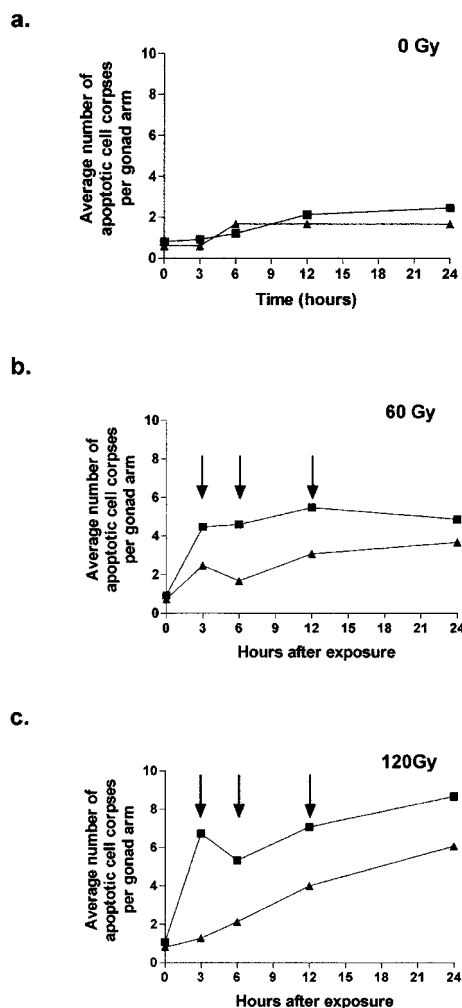 a.
0 Gy
Average number of
apoptotic cell corpses
per gonad arm
10
8
6
4
2
0
0 3 6 9 12 15 18 21 24
Time (hours)
b.
60 Gy
Average number of
apoptotic cell corpses
per gonad arm
10
8
6
4
2
0
0 3 6 9 12 15 18 21 24
Hours after exposure
c.
120Gy
Average number of
apoptotic cell corpses
per gonad arm
10
8
6
4
2
0
0 3 6 9 12 15 18 21 24
Hours after exposure